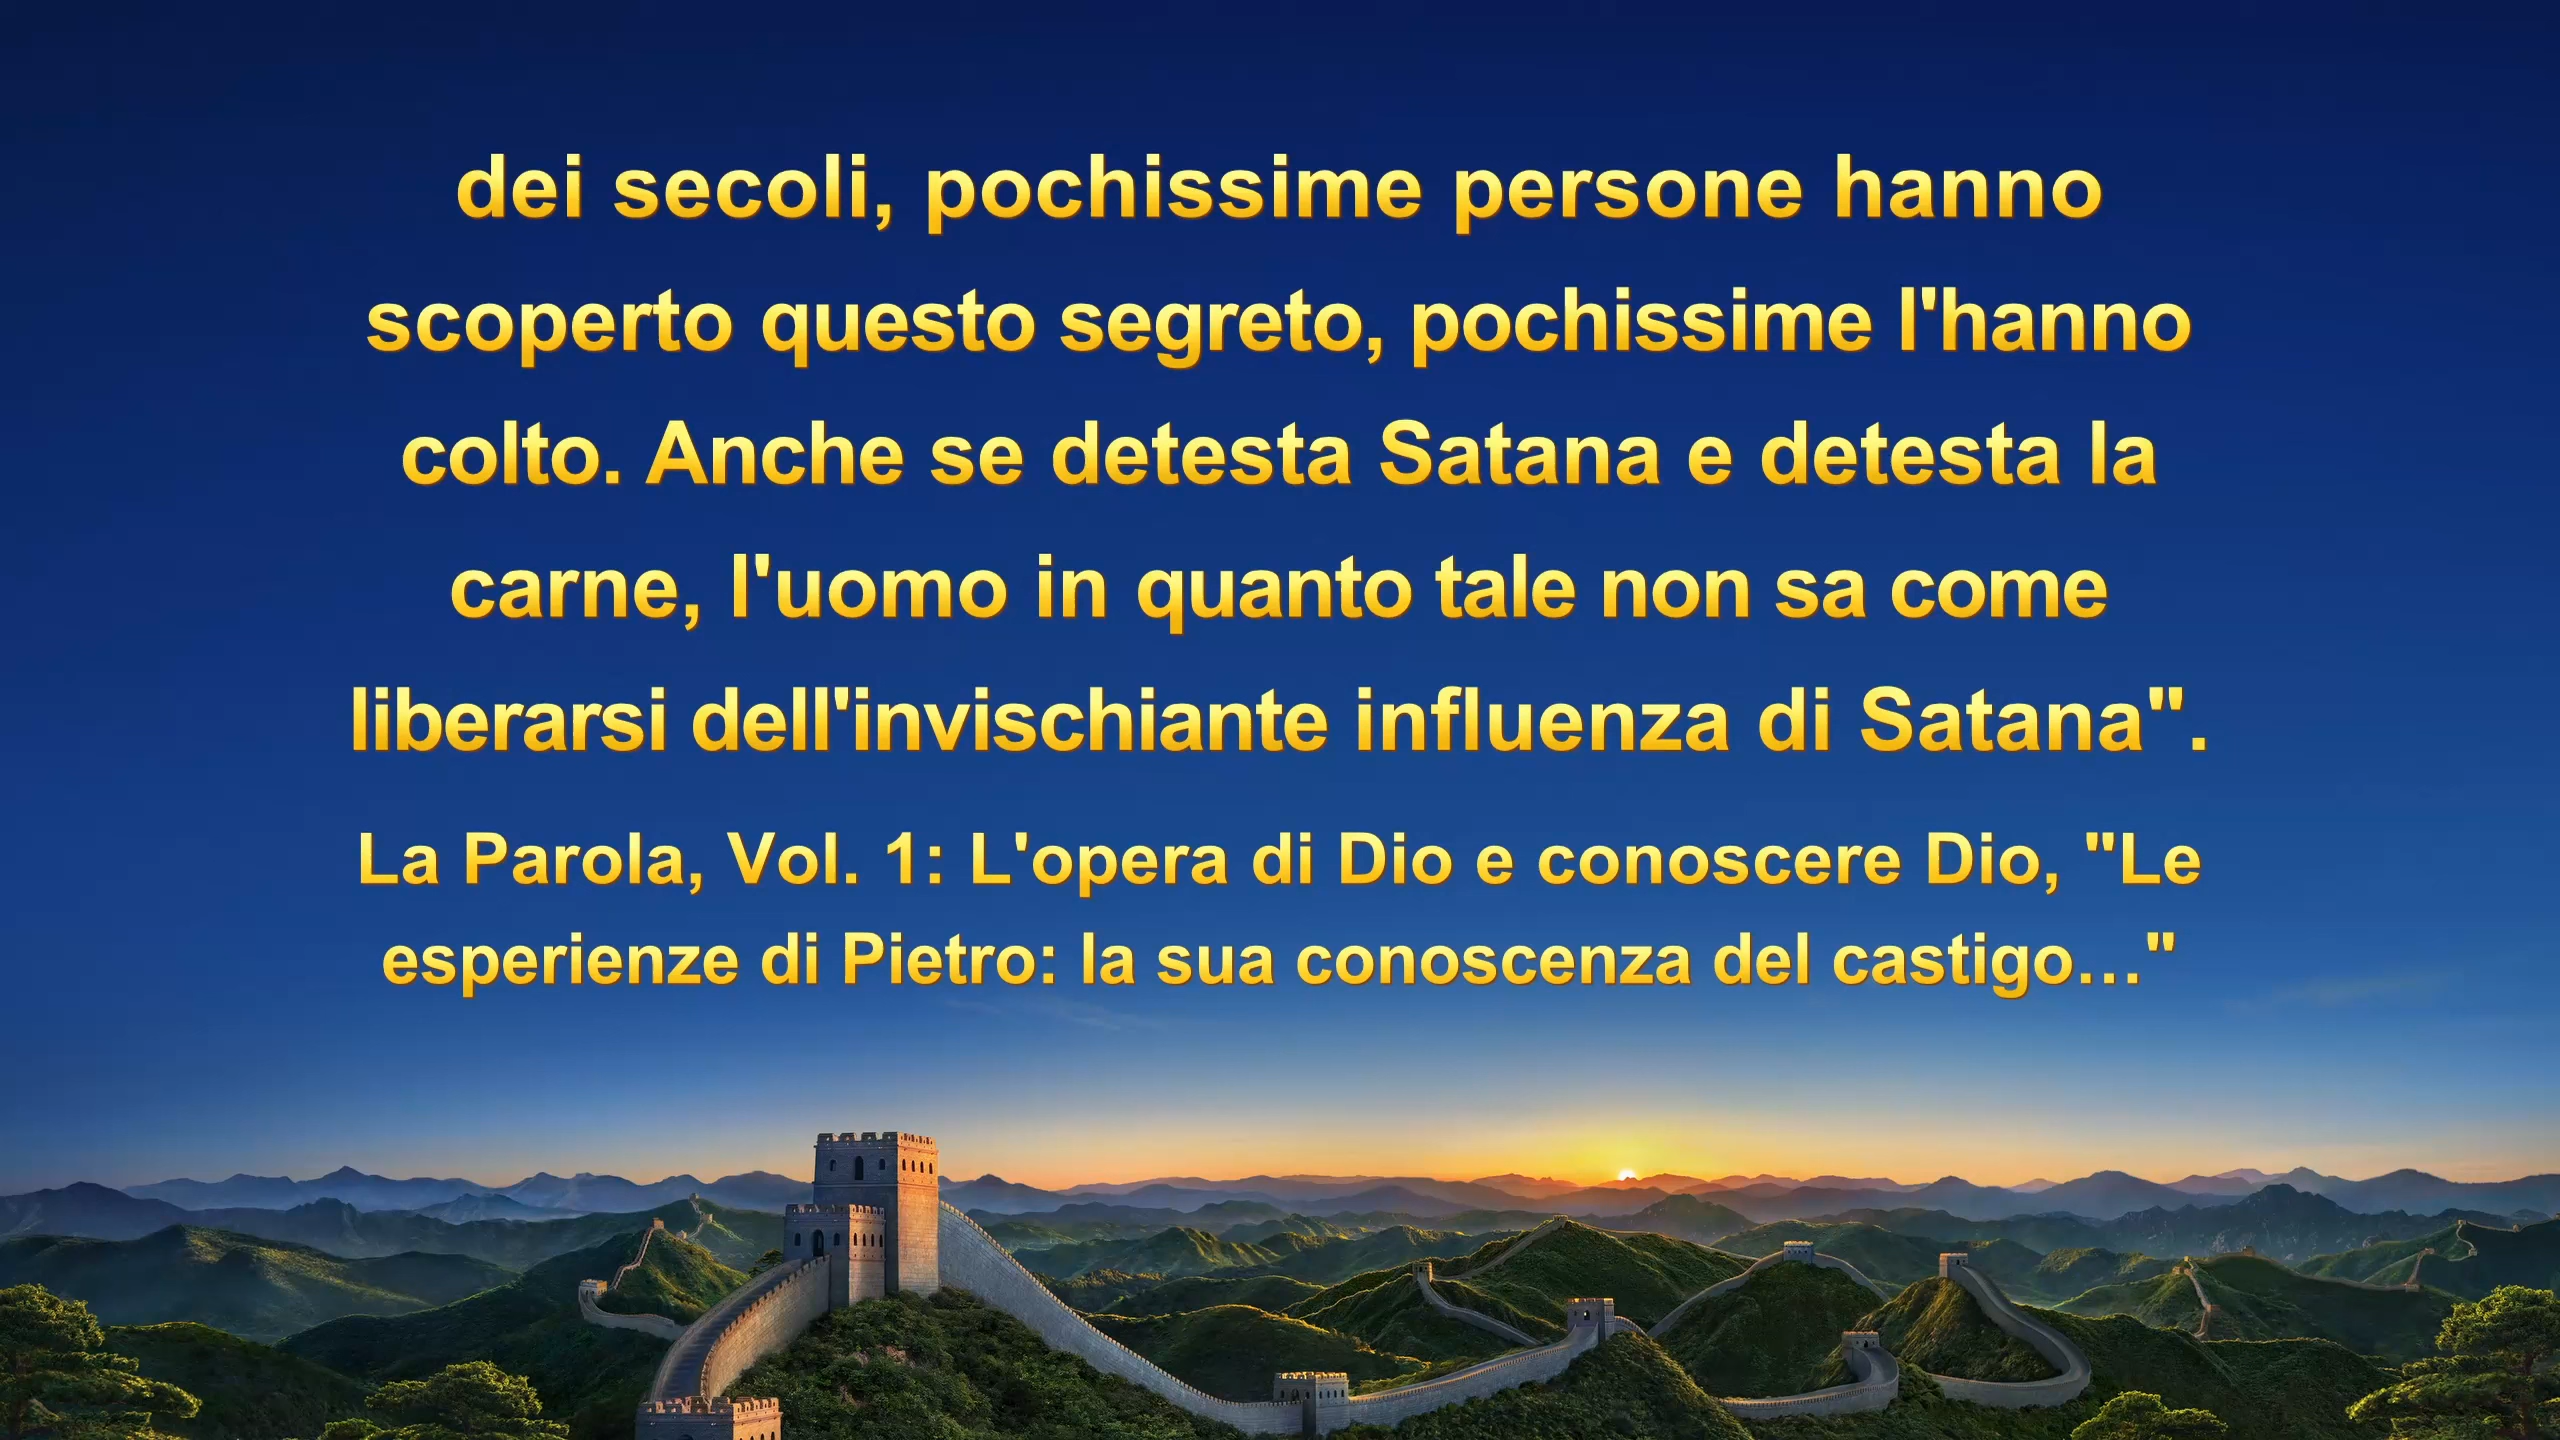 dei secoli, pochissime persone hanno
scoperto questo segreto, pochissime l'hanno
colto. Anche se detesta Satana e detesta la
carne, l'uomo in quanto tale non sa come
liberarsi dell'invischiante influenza di Satana".
La Parola, Vol. 1: L'opera di Dio e conoscere Dio, "Le
esperienze di Pietro: la sua conoscenza del castigo…"